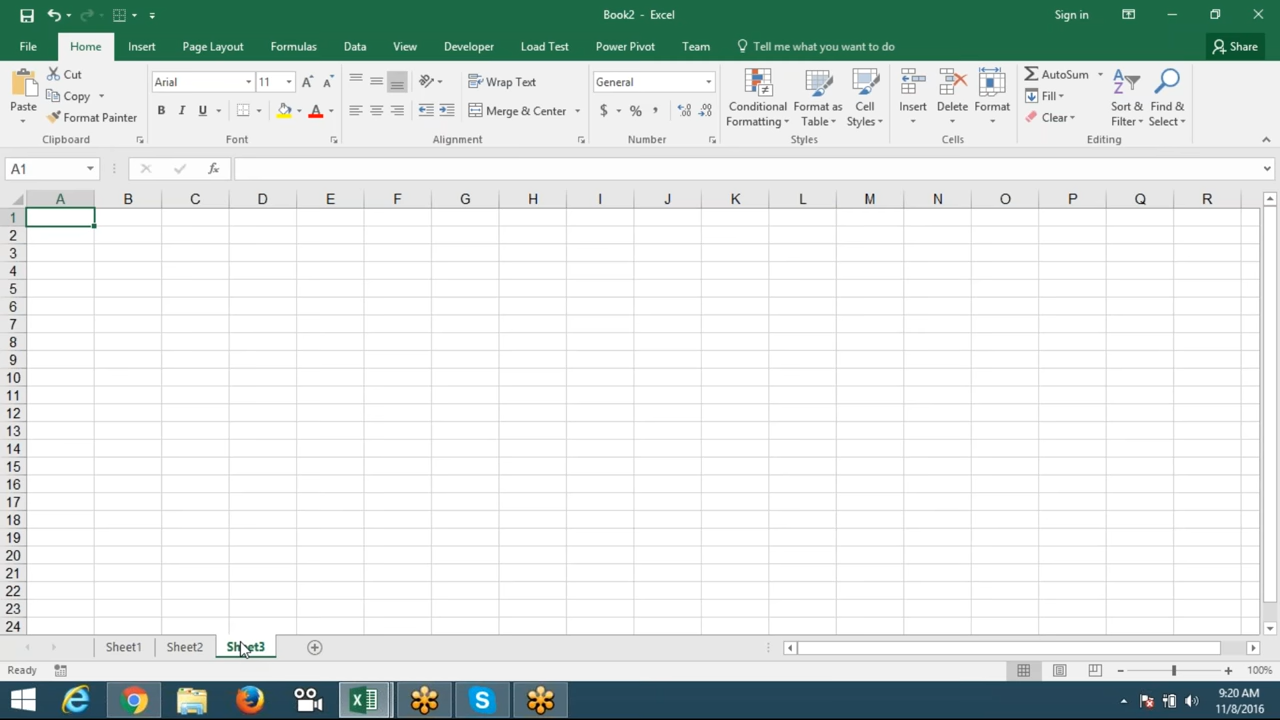 Book2 - Excel
Sign in
File Home Insert Page Layout Formulas Data View Developer Load Test Power Pivot Team Tell me what you want to do Share
Paste
Cut
Copy
Format Painter
Clipboard
Arial 11
B I U
Font
Wrap Text
Merge & Center
Alignment
General
$ % ,
Number
Conditional Formatting
Format as Table
Cell Styles
Styles
Insert Delete Format
Cells
AutoSum
Fill
Clear
Sort & Filter
Find & Select
Editing
A1 fx
A B C D E F G H I J K L M N O P Q R
1
2
3
4
5
6
7
8
9
10
11
12
13
14
15
16
17
18
19
20
21
22
23
24
Sheet1 Sheet2 Sheet3
Ready 100%
9:20 AM
11/8/2016